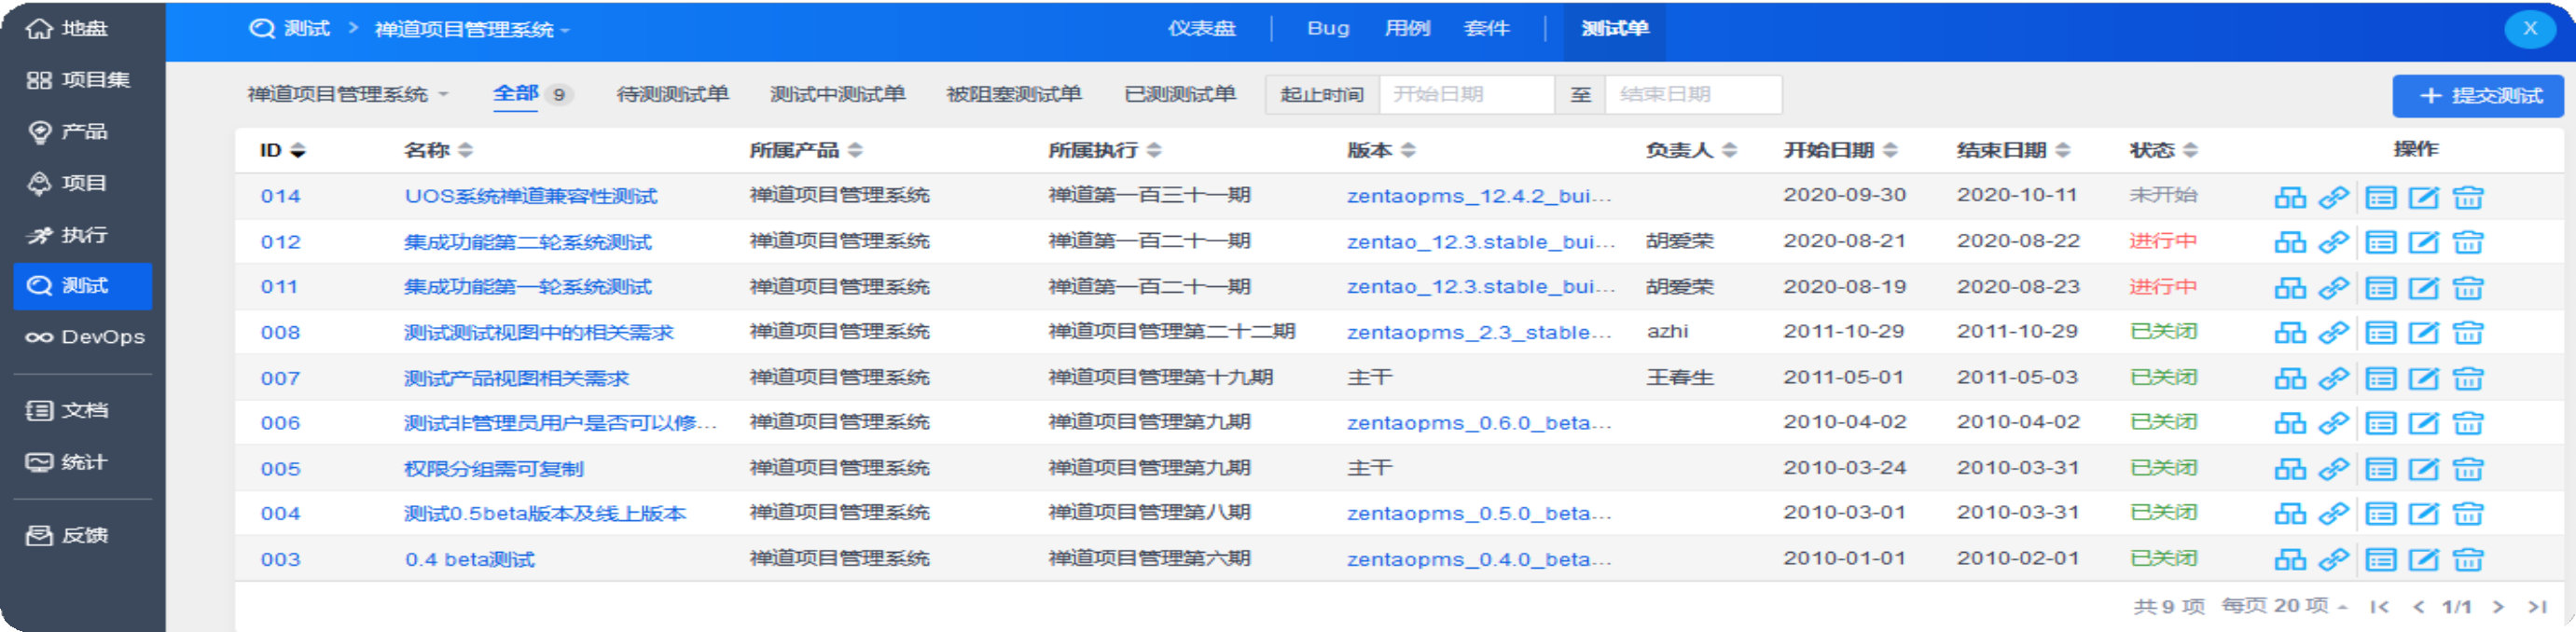 地盘
项目集
产品
项目
执行
测试
DevOps
文档
统计
反馈
测试 > 禅道项目管理系统
仪表盘 | Bug 用例 套件 | 测试单
X
禅道项目管理系统 全部 9 待测测试单 测试中测试单 被阻塞测试单 已测测试单 起止时间 开始日期 至 结束日期
+ 提交测试
ID 名称 所属产品 所属执行 版本 负责人 开始日期 结束日期 状态 操作
014 UOS系统禅道兼容性测试 禅道项目管理系统 禅道第一百三十一期 zentaopms_12.4.2_bui... 2020-09-30 2020-10-11 未开始
012 集成功能第二轮系统测试 禅道项目管理系统 禅道第一百二十一期 zentao_12.3.stable_bui... 胡爱荣 2020-08-21 2020-08-22 进行中
011 集成功能第一轮系统测试 禅道项目管理系统 禅道第一百二十一期 zentao_12.3.stable_bui... 胡爱荣 2020-08-19 2020-08-23 进行中
008 测试测试视图中的相关需求 禅道项目管理系统 禅道项目管理第二十二期 zentaopms_2.3_stable... azhi 2011-10-29 2011-10-29 已关闭
007 测试产品视图相关需求 禅道项目管理系统 禅道项目管理第十九期 主干 王春生 2011-05-01 2011-05-03 已关闭
006 测试非管理员用户是否可以修... 禅道项目管理系统 禅道项目管理第九期 zentaopms_0.6.0_beta... 2010-04-02 2010-04-02 已关闭
005 权限分组需可复制 禅道项目管理系统 禅道项目管理第九期 主干 2010-03-24 2010-03-31 已关闭
004 测试0.5beta版本及线上版本 禅道项目管理系统 禅道项目管理第八期 zentaopms_0.5.0_beta... 2010-03-01 2010-03-31 已关闭
003 0.4 beta测试 禅道项目管理系统 禅道项目管理第六期 zentaopms_0.4.0_beta... 2010-01-01 2010-02-01 已关闭
共 9 项 每页 20 项 1/1